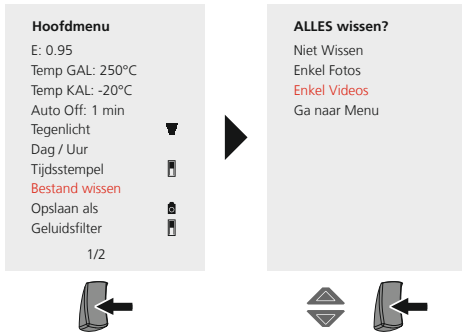 Hoofdmenu
E: 0.95
Temp GAL: 250°C
Temp KAL: -20°C
Auto Off: 1 min
Tegenlicht
Dag / Uur
Tijdsstempel
Bestand wissen
Opslaan als
Geluidsfilter
1/2
ALLES wissen?
Niet Wissen
Enkel Fotos
Enkel Videos
Ga naar Menu